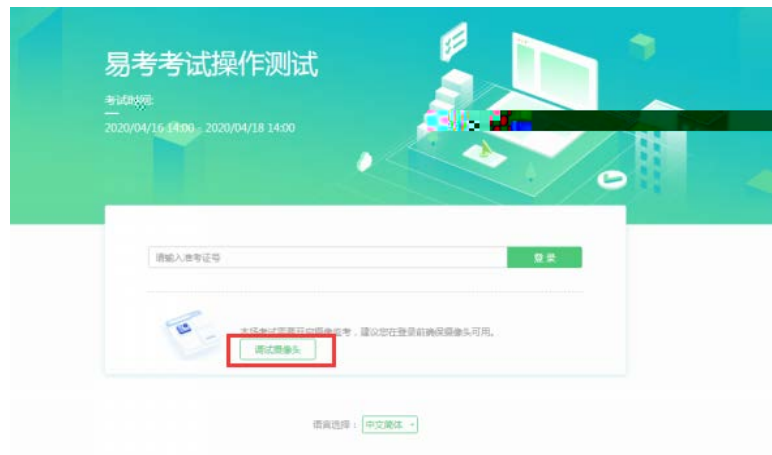 易考考试操作测试
考试时间:
2020/04/16 14:00 - 2020/04/18 14:00
请输入准考证号
登 录
本场考试需要开启摄像监考，建议您在登录前确保摄像头可用。
调试摄像头
语言选择： 中文简体